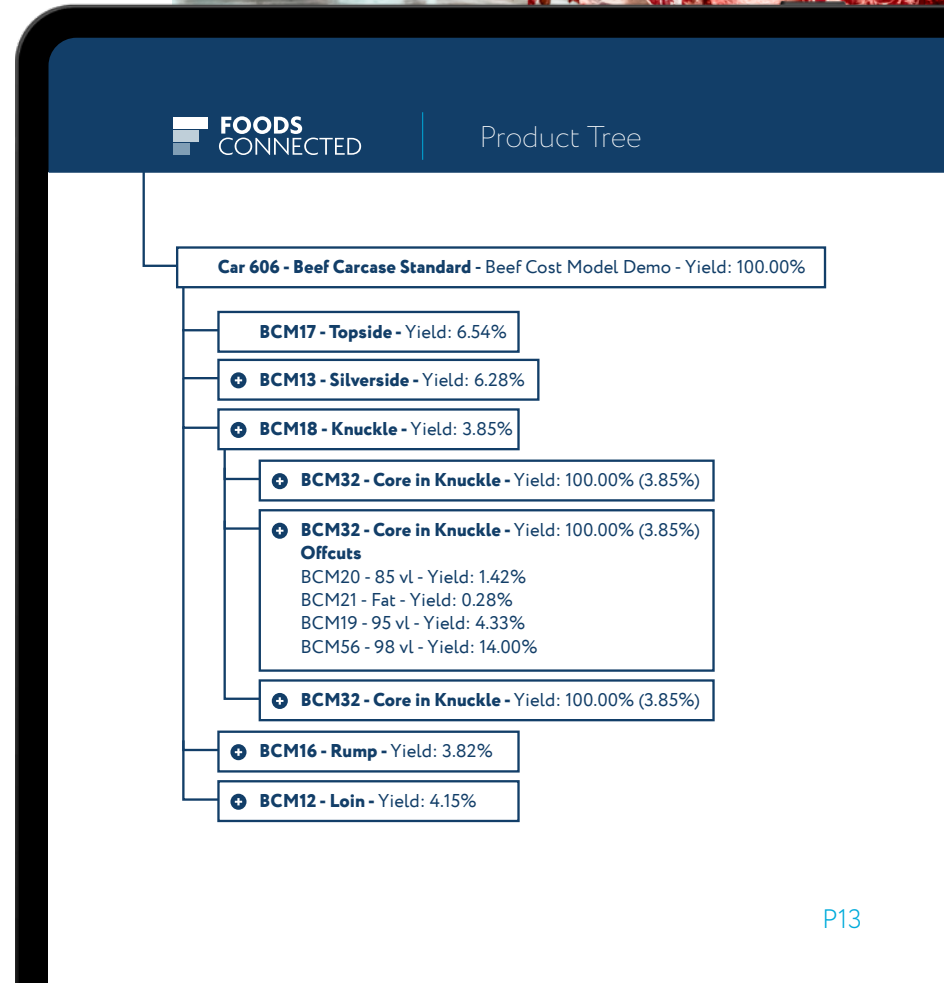 FOODS
CONNECTED
Product Tree
Car 606 - Beef Carcase Standard - Beef Cost Model Demo - Yield: 100.00%
BCM17 - Topside - Yield: 6.54%
BCM13 - Silverside - Yield: 6.28%
BCM18 - Knuckle - Yield: 3.85%
BCM32 - Core in Knuckle - Yield: 100.00% (3.85%)
BCM32 - Core in Knuckle - Yield: 100.00% (3.85%)
Offcuts
BCM20 - 85 vl - Yield: 1.42%
BCM21 - Fat - Yield: 0.28%
BCM19 - 95 vl - Yield: 4.33%
BCM56 - 98 vl - Yield: 14.00%
BCM32 - Core in Knuckle - Yield: 100.00% (3.85%)
BCM16 - Rump - Yield: 3.82%
BCM12 - Loin - Yield: 4.15%
P13